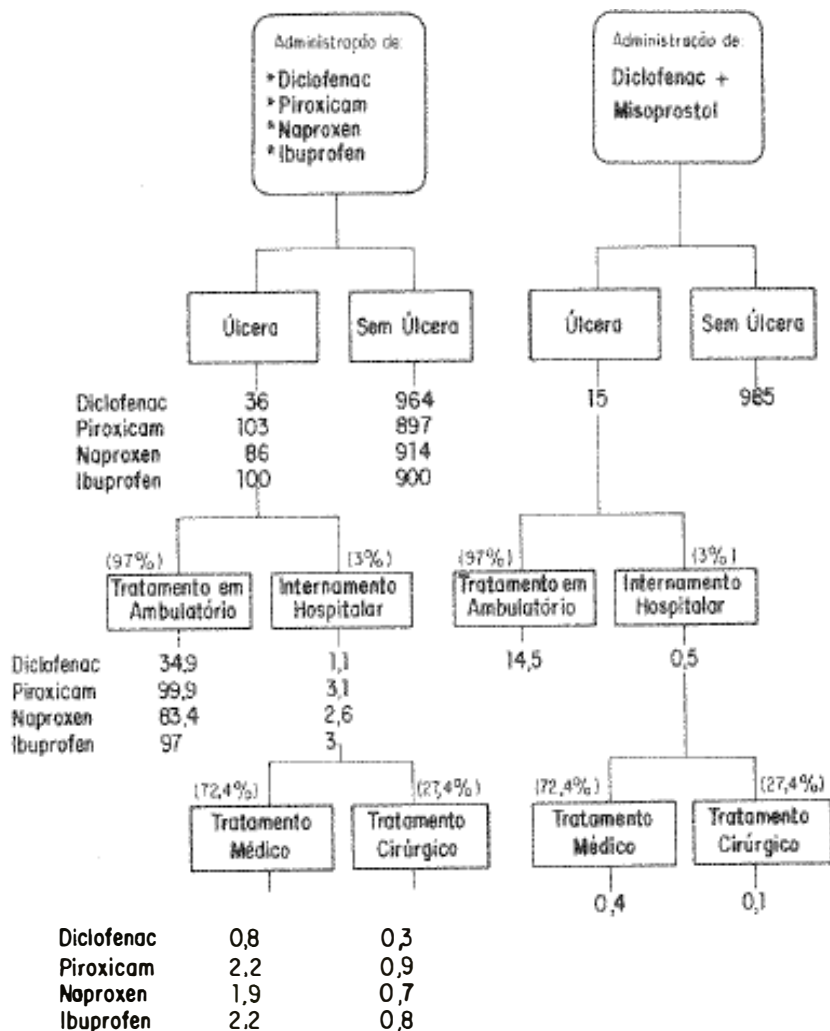 Administração de:
*Diclofenac
*Piroxicam
*Naproxen
*Ibuprofen
Administração de:
Diclofenac +
Misoprostol
Úlcera
Sem Úlcera
Úlcera
Sem Úlcera
Diclofenac 36 964 15 985
Piroxicam 103 897
Naproxen 86 914
Ibuprofen 100 900
(97%) (3%) (97%) (3%)
Tratamento em
Ambulatório
Internamento
Hospitalar
Tratamento em
Ambulatório
Internamento
Hospitalar
Diclofenac 34,9 1,1 14,5 0,5
Piroxicam 99,9 3,1
Naproxen 83,4 2,6
Ibuprofen 97 3
(72,4%) (27,4%) (72,4%) (27,4%)
Tratamento
Médico
Tratamento
Cirúrgico
Tratamento
Médico
Tratamento
Cirúrgico
0,4 0,1
Diclofenac 0,8 0,3
Piroxicam 2,2 0,9
Naproxen 1,9 0,7
Ibuprofen 2,2 0,8